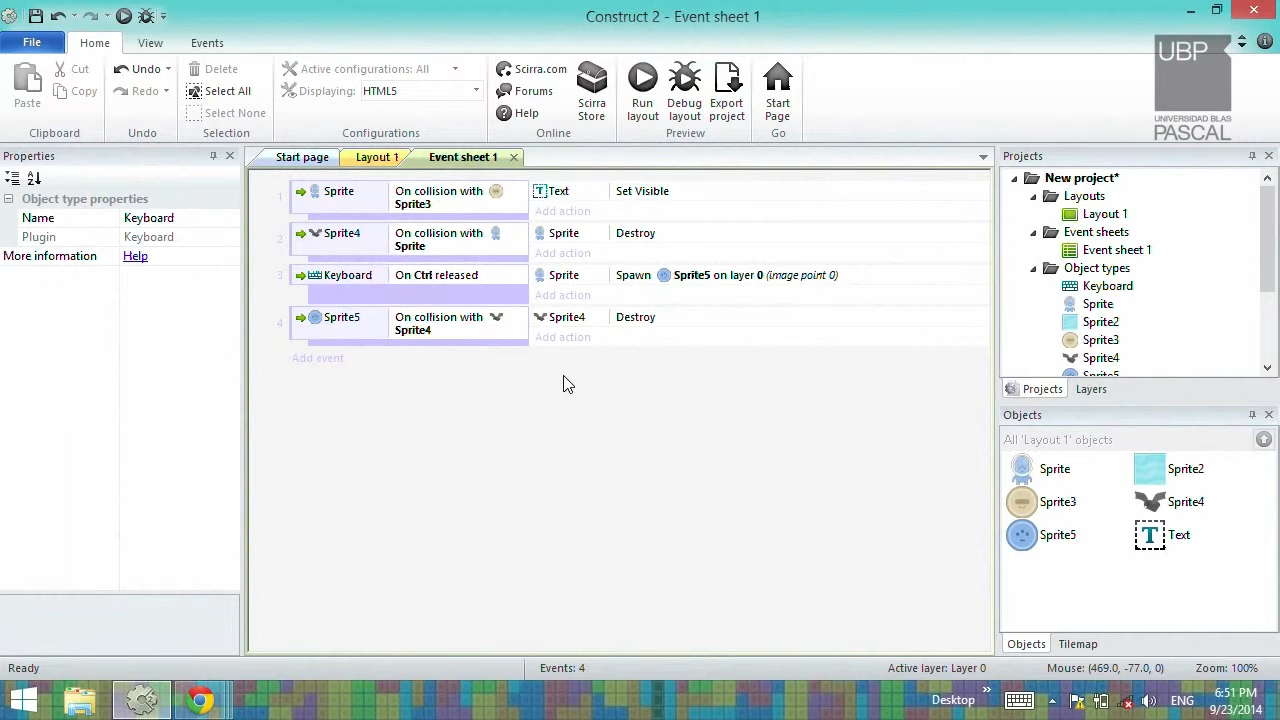 Construct 2 - Event sheet 1
File
Home
View
Events
Paste
Cut
Copy
Clipboard
Undo
Redo
Undo
Delete
Select All
Select None
Selection
Active configurations: All
Displaying: HTML5
Configurations
Scirra.com
Forums
Help
Scirra
Store
Online
Run
layout
Debug
layout
Export
project
Preview
Start
Page
Go
UBP
UNIVERSIDAD BLAS
PASCAL
Properties
Object type properties
Name Keyboard
Plugin Keyboard
More information Help
Start page
Layout 1
Event sheet 1
1 Sprite On collision with
Sprite3
T Text Set Visible
Add action
2 Sprite4 On collision with
Sprite
Sprite Destroy
Add action
3 Keyboard On Ctrl released
Sprite Spawn Sprite5 on layer 0 (image point 0)
Add action
4 Sprite5 On collision with
Sprite4
Sprite4 Destroy
Add action
Add event
Projects
New project*
Layouts
Layout 1
Event sheets
Event sheet 1
Object types
Keyboard
Sprite
Sprite2
Sprite3
Sprite4
Sprite5
Projects Layers
Objects
All 'Layout 1' objects
Sprite Sprite2
Sprite3 Sprite4
Sprite5 T Text
Objects Tilemap
Ready
Events: 4
Active layer: Layer 0
Mouse: (469.0, -77.0, 0)
Zoom: 100%
Desktop
ENG
6:51 PM
9/23/2014